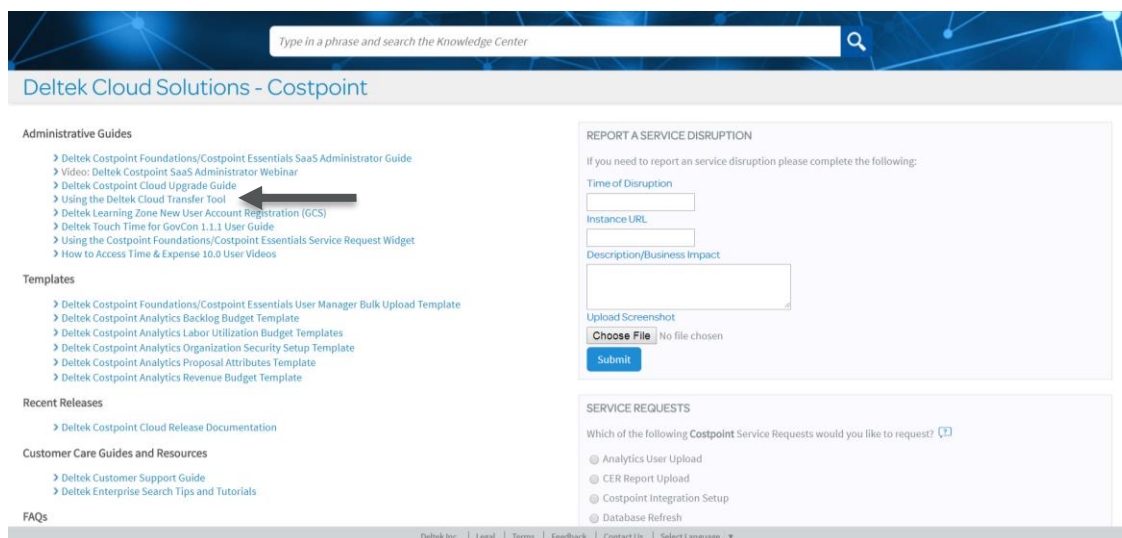 Type in a phrase and search the Knowledge Center
Deltek Cloud Solutions - Costpoint
Administrative Guides
Deltek Costpoint Foundations/Costpoint Essentials SaaS Administrator Guide
Video: Deltek Costpoint SaaS Administrator Webinar
Deltek Costpoint Cloud Upgrade Guide
Using the Deltek Cloud Transfer Tool
Deltek Learning Zone New User Account Registration (GCS)
Deltek Touch Time for GovCon 1.1.1 User Guide
Using the Costpoint Foundations/Costpoint Essentials Service Request Widget
How to Access Time & Expense 10.0 User Videos
Templates
Deltek Costpoint Foundations/Costpoint Essentials User Manager Bulk Upload Template
Deltek Costpoint Analytics Backlog Budget Template
Deltek Costpoint Analytics Labor Utilization Budget Templates
Deltek Costpoint Analytics Organization Security Setup Template
Deltek Costpoint Analytics Proposal Attributes Template
Deltek Costpoint Analytics Revenue Budget Template
Recent Releases
Deltek Costpoint Cloud Release Documentation
Customer Care Guides and Resources
Deltek Customer Support Guide
Deltek Enterprise Search Tips and Tutorials
FAQs
REPORT A SERVICE DISRUPTION
If you need to report an service disruption please complete the following:
Time of Disruption
Instance URL
Description/Business Impact
Upload Screenshot
Choose File No file chosen
Submit
SERVICE REQUESTS
Which of the following Costpoint Service Requests would you like to request?
Analytics User Upload
CER Report Upload
Costpoint Integration Setup
Database Refresh
Deltek Inc. | Legal | Terms | Feedback | Contact Us | Select Language ▼